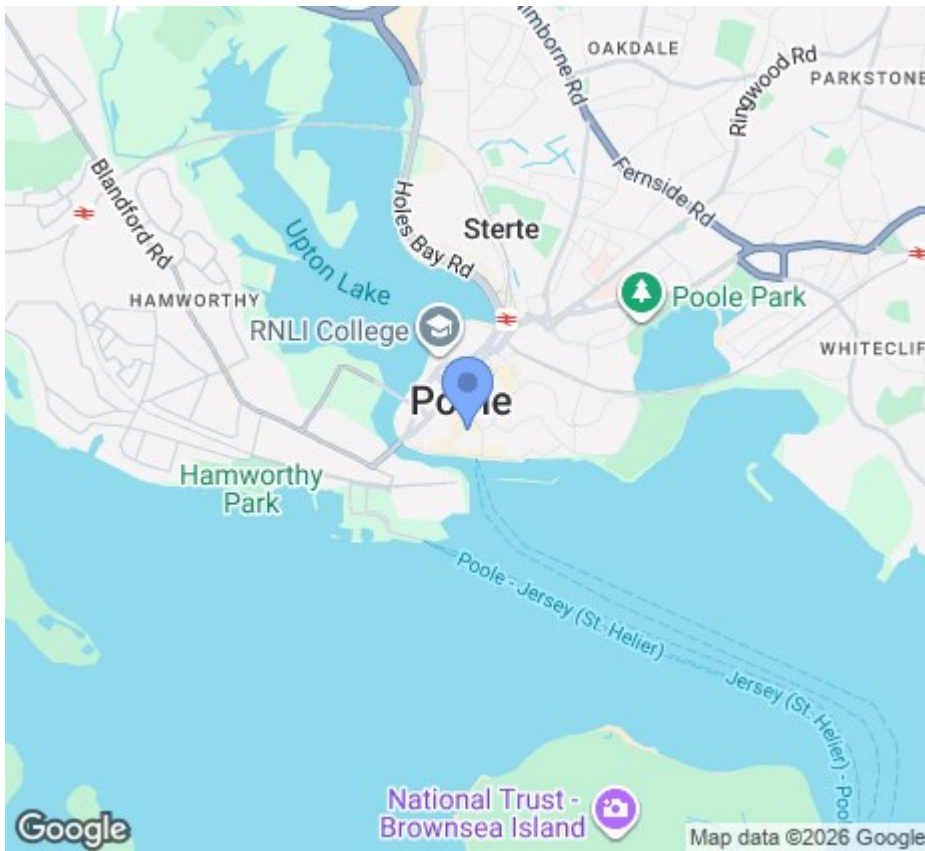 OAKDALE
Wimborne Rd
Ringwood Rd
PARKSTONE
Blandford Rd
Holes Bay Rd
Sterte
Fernside Rd
Upton Lake
HAMWORTHY
Poole Park
RNLI College
WHITECLIF
Poole
Hamworthy
Park
Poole - Jersey (St. Helier)
Jersey (St. Helier) - Poole
National Trust -
Brownsea Island
Google
Map data ©2026 Google